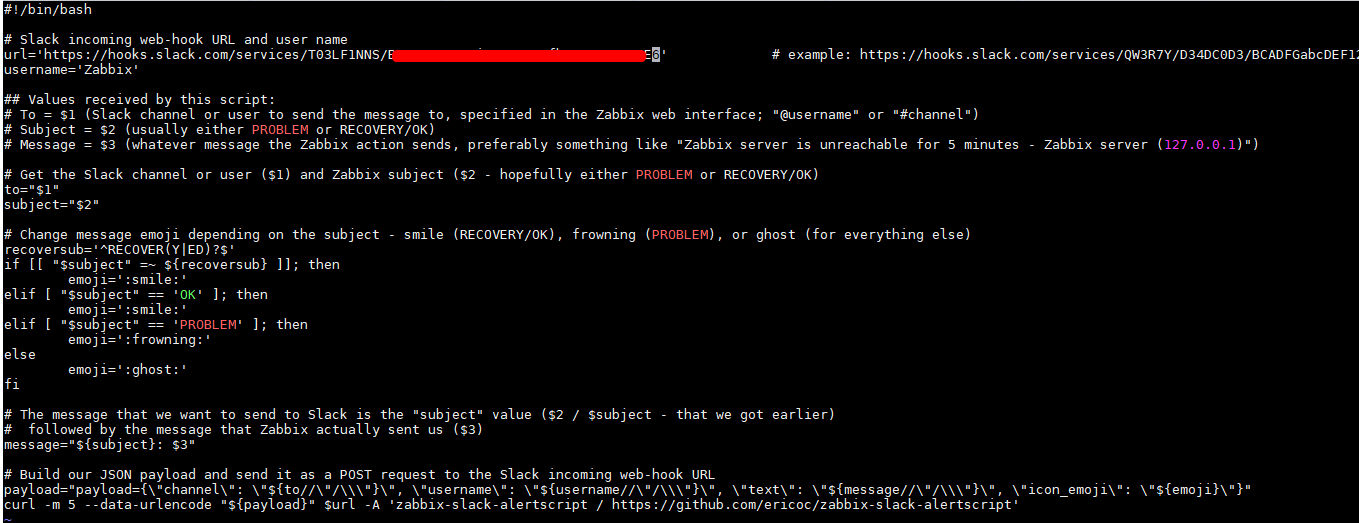 #!/bin/bash

# Slack incoming web-hook URL and user name
url='https://hooks.slack.com/services/T03LF1NNS/ E6'             # example: https://hooks.slack.com/services/QW3R7Y/D34DC0D3/BCADFGabcDEF12
username='Zabbix'

## Values received by this script:
# To = $1 (Slack channel or user to send the message to, specified in the Zabbix web interface; "@username" or "#channel")
# Subject = $2 (usually either PROBLEM or RECOVERY/OK)
# Message = $3 (whatever message the Zabbix action sends, preferably something like "Zabbix server is unreachable for 5 minutes - Zabbix server (127.0.0.1)")

# Get the Slack channel or user ($1) and Zabbix subject ($2 - hopefully either PROBLEM or RECOVERY/OK)
to="$1"
subject="$2"

# Change message emoji depending on the subject - smile (RECOVERY/OK), frowning (PROBLEM), or ghost (for everything else)
recoversub='^RECOVER(Y|ED)?$'
if [[ "$subject" =~ ${recoversub} ]]; then
        emoji=':smile:'
elif [ "$subject" == 'OK' ]; then
        emoji=':smile:'
elif [ "$subject" == 'PROBLEM' ]; then
        emoji=':frowning:'
else
        emoji=':ghost:'
fi

# The message that we want to send to Slack is the "subject" value ($2 / $subject - that we got earlier)
#  followed by the message that Zabbix actually sent us ($3)
message="${subject}: $3"

# Build our JSON payload and send it as a POST request to the Slack incoming web-hook URL
payload="payload={\"channel\": \"${to//\"/\\\"}\", \"username\": \"${username//\"/\\\"}\", \"text\": \"${message//\"/\\\"}\", \"icon_emoji\": \"${emoji}\"}"
curl -m 5 --data-urlencode "${payload}" $url -A 'zabbix-slack-alertscript / https://github.com/ericoc/zabbix-slack-alertscript'
~